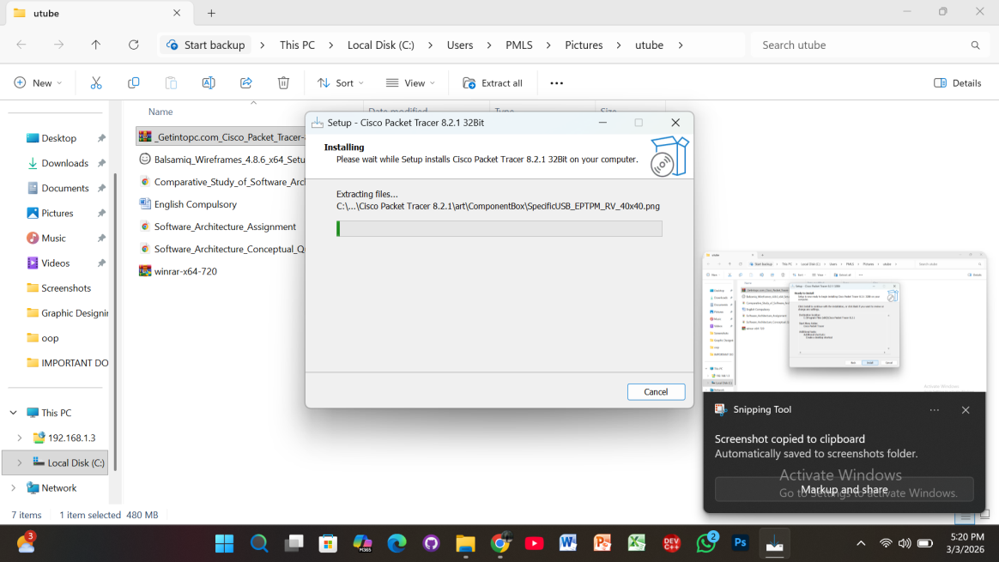 utube
Start backup > This PC > Local Disk (C:) > Users > PMLS > Pictures > utube >
Search utube
New
Sort
View
Extract all
Details
Name
Date modified
Type
Size
Desktop
Downloads
Documents
Pictures
Music
Videos
Screenshots
Graphic Designin
oop
IMPORTANT DO
This PC
192.168.1.3
Local Disk (C:)
Network
_Getintopc.com_Cisco_Packet_Tracer-
Balsamiq_Wireframes_4.8.6_x64_Setu
Comparative_Study_of_Software_Arc
English Compulsory
Software_Architecture_Assignment
Software_Architecture_Conceptual_Q
winrar-x64-720
Setup - Cisco Packet Tracer 8.2.1 32Bit
Installing
Please wait while Setup installs Cisco Packet Tracer 8.2.1 32Bit on your computer.
Extracting files...
C:\...\Cisco Packet Tracer 8.2.1\art\ComponentBox\SpecificUSB_EPTPM_RV_40x40.png
Cancel
Snipping Tool
Screenshot copied to clipboard
Automatically saved to screenshots folder.
Activate Windows
Markup and share
Go to Settings to activate Windows.
7 items
1 item selected 480 MB
3
M365
DEV
C++
2
Ps
5:20 PM
3/3/2026